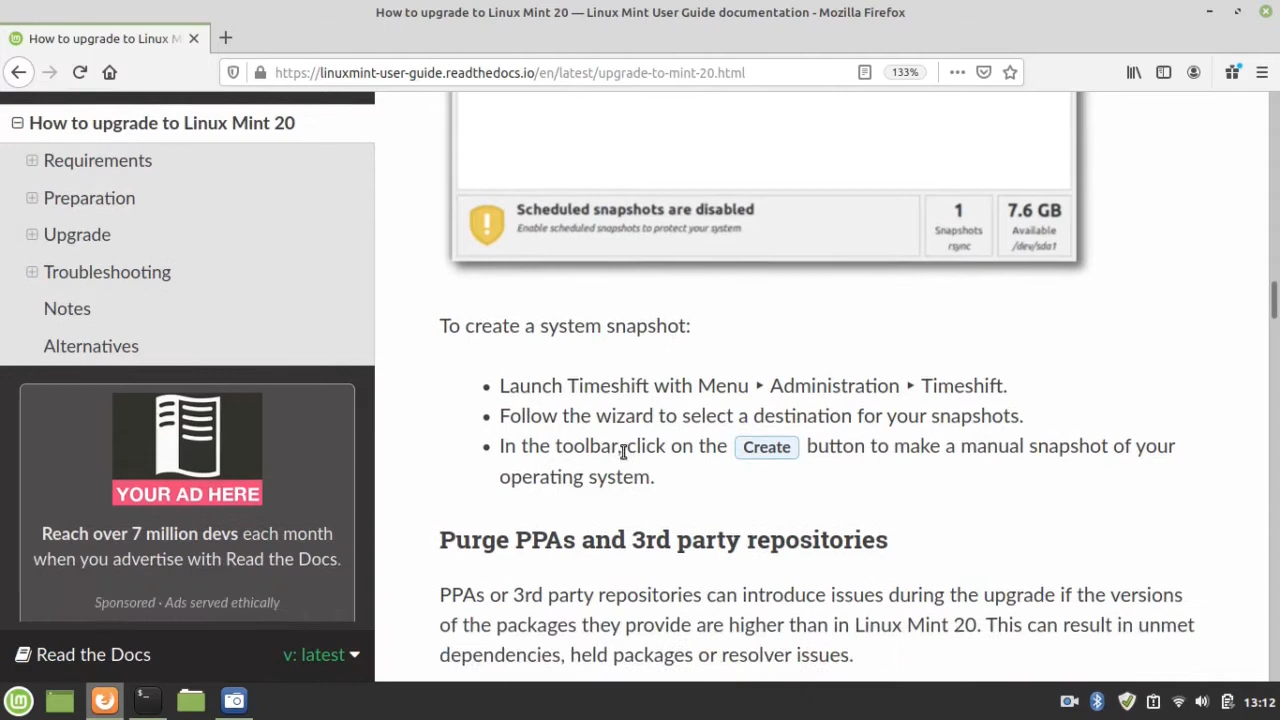 How to upgrade to Linux Mint 20 — Linux Mint User Guide documentation - Mozilla Firefox
How to upgrade to Linux M
https://linuxmint-user-guide.readthedocs.io/en/latest/upgrade-to-mint-20.html
133%
How to upgrade to Linux Mint 20
Requirements
Preparation
Upgrade
Troubleshooting
Notes
Alternatives
YOUR AD HERE
Reach over 7 million devs each month
when you advertise with Read the Docs.
Sponsored · Ads served ethically
Read the Docs
v: latest
Scheduled snapshots are disabled
Enable scheduled snapshots to protect your system
1
Snapshots
rsync
7.6 GB
Available
/dev/sda1
To create a system snapshot:
• Launch Timeshift with Menu ‣ Administration ‣ Timeshift.
• Follow the wizard to select a destination for your snapshots.
• In the toolbar, click on the Create button to make a manual snapshot of your
operating system.
Purge PPAs and 3rd party repositories
PPAs or 3rd party repositories can introduce issues during the upgrade if the versions
of the packages they provide are higher than in Linux Mint 20. This can result in unmet
dependencies, held packages or resolver issues.
13:12